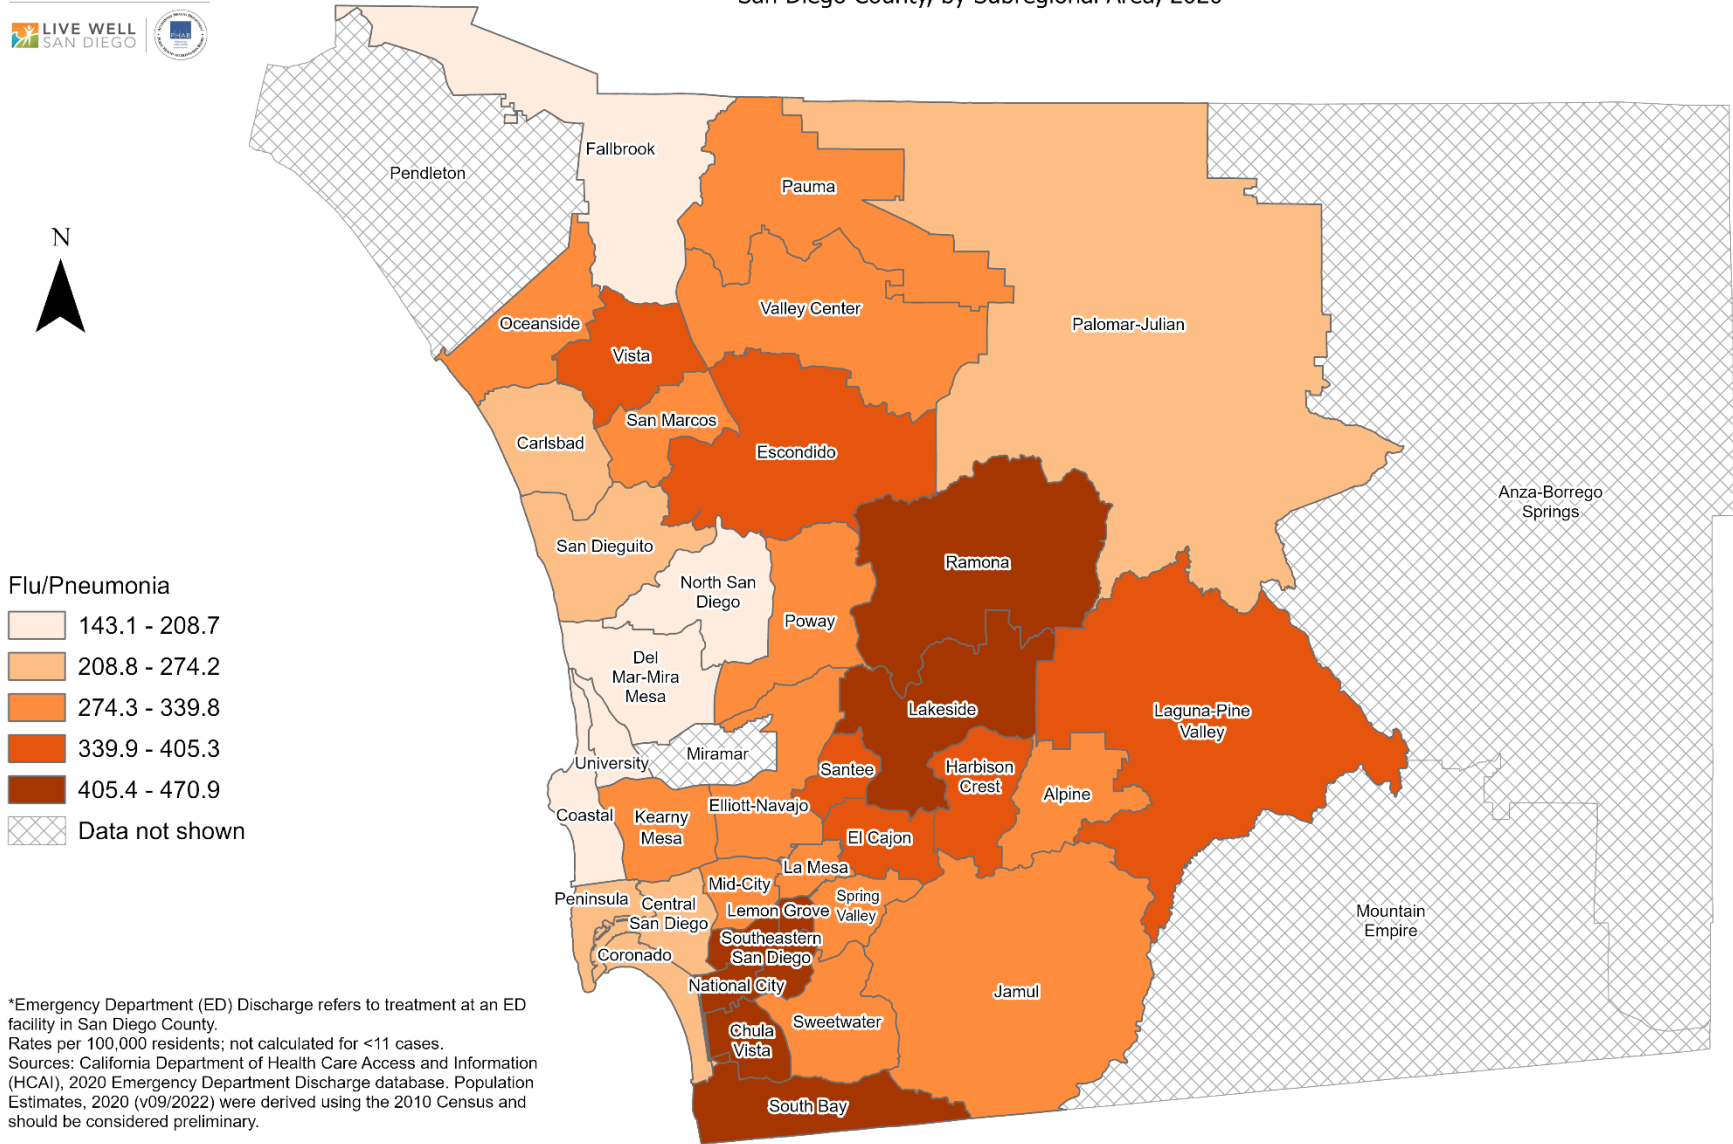 San Diego County, by Subregional Area, 2020
LIVE WELL
SAN DIEGO
PHAB
N
Fallbrook
Pendleton
Pauma
Valley Center
Oceanside
Palomar-Julian
Vista
San Marcos
Carlsbad
Escondido
Anza-Borrego
Springs
San Dieguito
Ramona
North San
Diego
Poway
Del
Mar-Mira
Mesa
Lakeside
Laguna-Pine
Valley
Miramar
University
Santee
Harbison
Crest
Alpine
Elliott-Navajo
Coastal
Kearny
Mesa
El Cajon
La Mesa
Mid-City
Peninsula
Central
San Diego
Lemon Grove
Spring
Valley
Mountain
Empire
Southeastern
San Diego
Coronado
National City
Jamul
Sweetwater
Chula
Vista
South Bay
Flu/Pneumonia
143.1 - 208.7
208.8 - 274.2
274.3 - 339.8
339.9 - 405.3
405.4 - 470.9
Data not shown
*Emergency Department (ED) Discharge refers to treatment at an ED
facility in San Diego County.
Rates per 100,000 residents; not calculated for <11 cases.
Sources: California Department of Health Care Access and Information
(HCAI), 2020 Emergency Department Discharge database. Population
Estimates, 2020 (v09/2022) were derived using the 2010 Census and
should be considered preliminary.